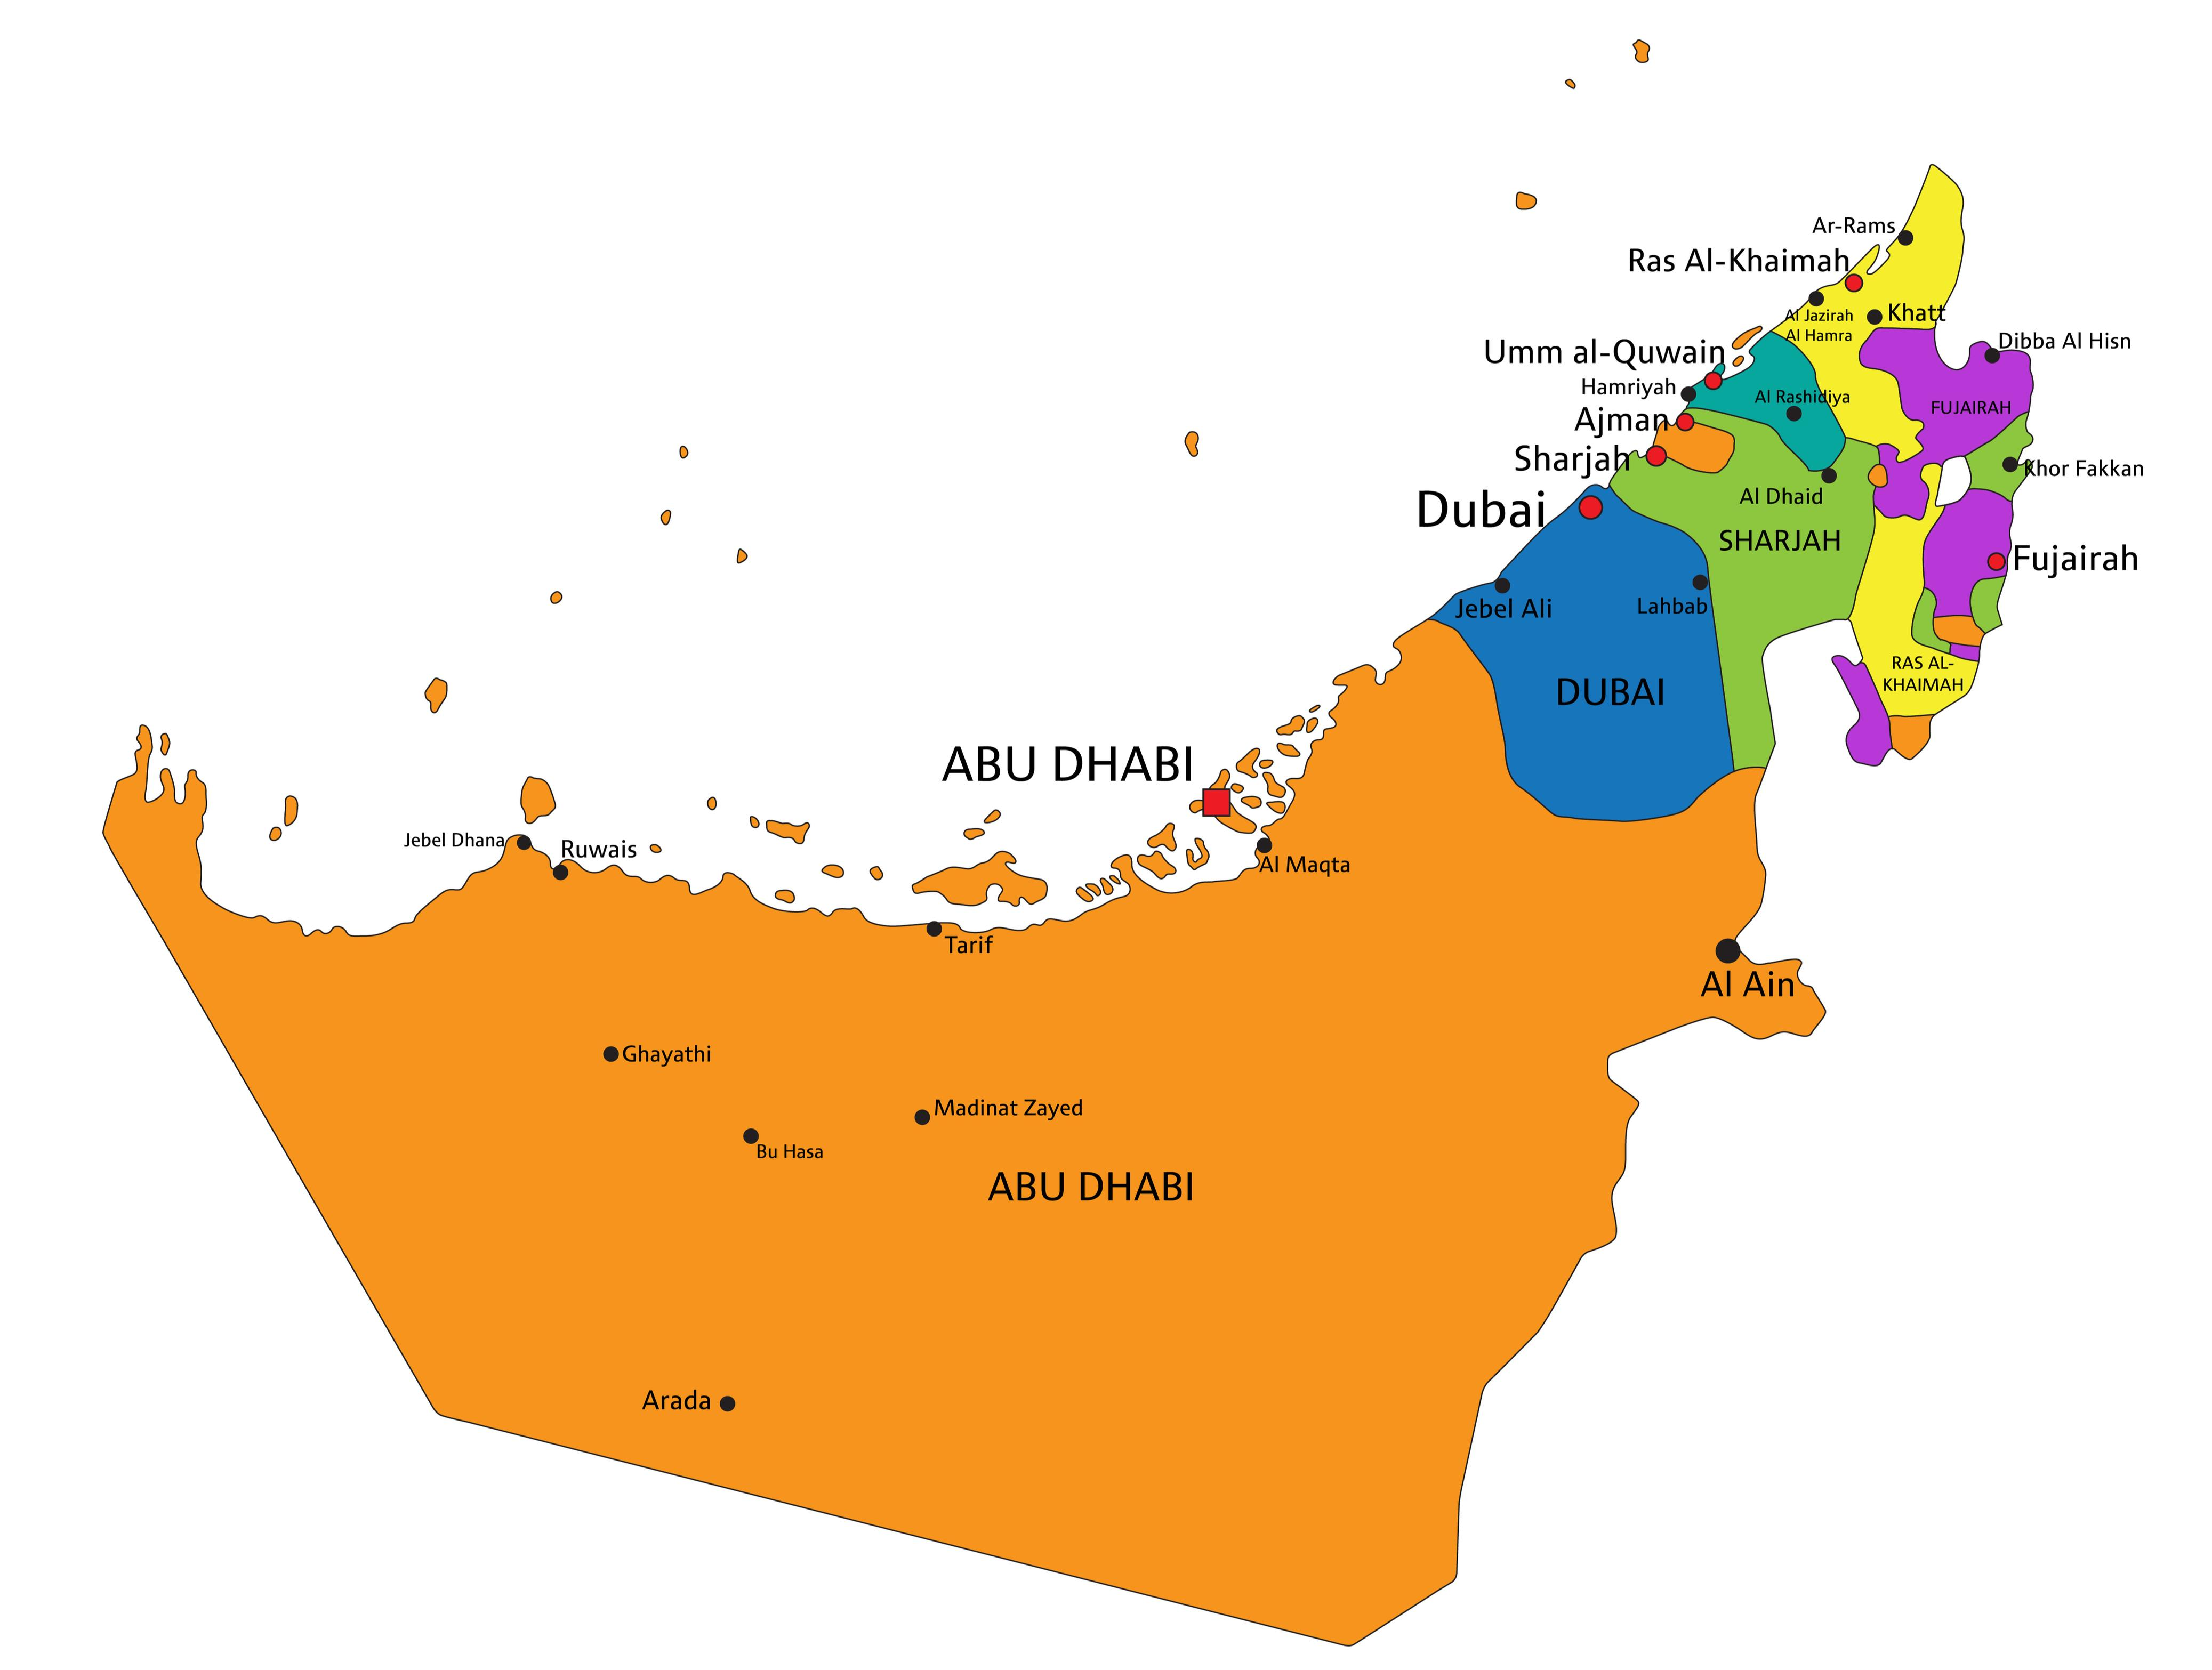 Ar-Rams
Ras Al-Khaimah
Al Jazirah
Al Hamra
Khatt
Dibba Al Hisn
Umm al-Quwain
Hamriyah
Al Rashidiya
FUJAIRAH
Ajman
Sharjah
Khor Fakkan
Al Dhaid
Dubai
SHARJAH
Fujairah
Jebel Ali
Lahbab
RAS AL-
KHAIMAH
DUBAI
ABU DHABI
Jebel Dhana
Ruwais
Al Maqta
Tarif
Al Ain
Ghayathi
Madinat Zayed
Bu Hasa
ABU DHABI
Arada